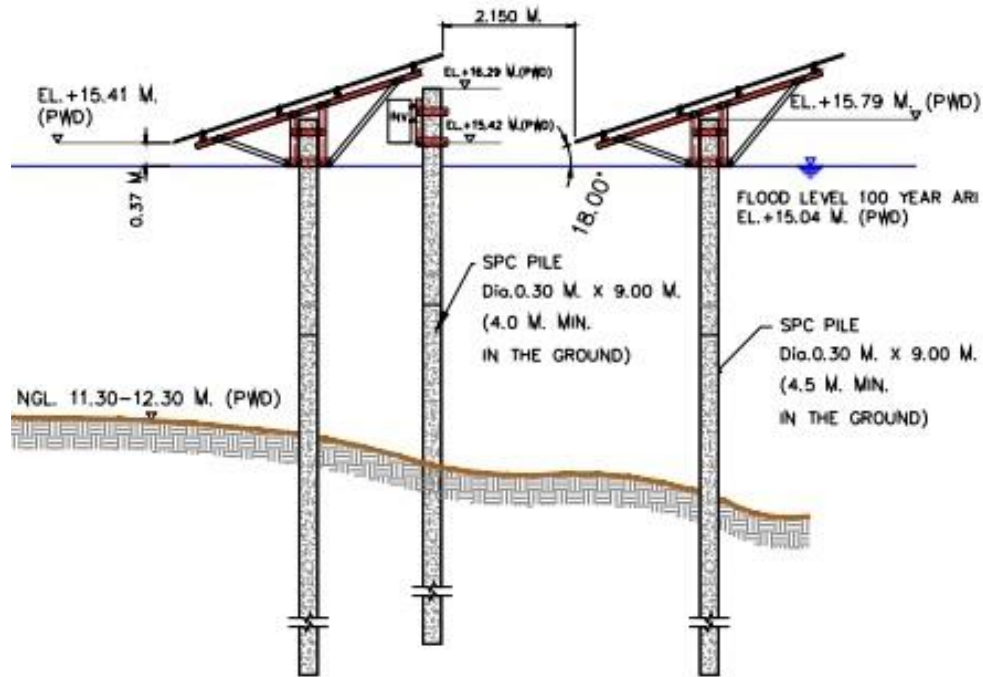 2.150 M.
EL.+16.29 M.(PWD)
EL.+15.41 M.
(PWD)
EL.+15.79 M. (PWD)
INV
EL.+15.42 M.(PWD)
0.37 M.
18.00°
FLOOD LEVEL 100 YEAR ARI
EL.+15.04 M. (PWD)
SPC PILE
Dia.0.30 M. X 9.00 M.
(4.0 M. MIN.
IN THE GROUND)
SPC PILE
Dia.0.30 M. X 9.00 M.
(4.5 M. MIN.
IN THE GROUND)
NGL. 11.30-12.30 M. (PWD)